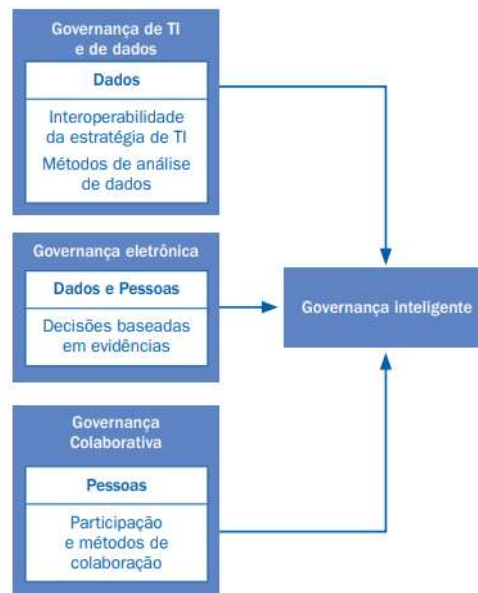 Governança de TI
e de dados
Dados
Interoperabilidade
da estratégia de TI
Métodos de análise
de dados
Governança eletrônica
Dados e Pessoas
Decisões baseadas
em evidências
Governança inteligente
Governança
Colaborativa
Pessoas
Participação
e métodos de
colaboração